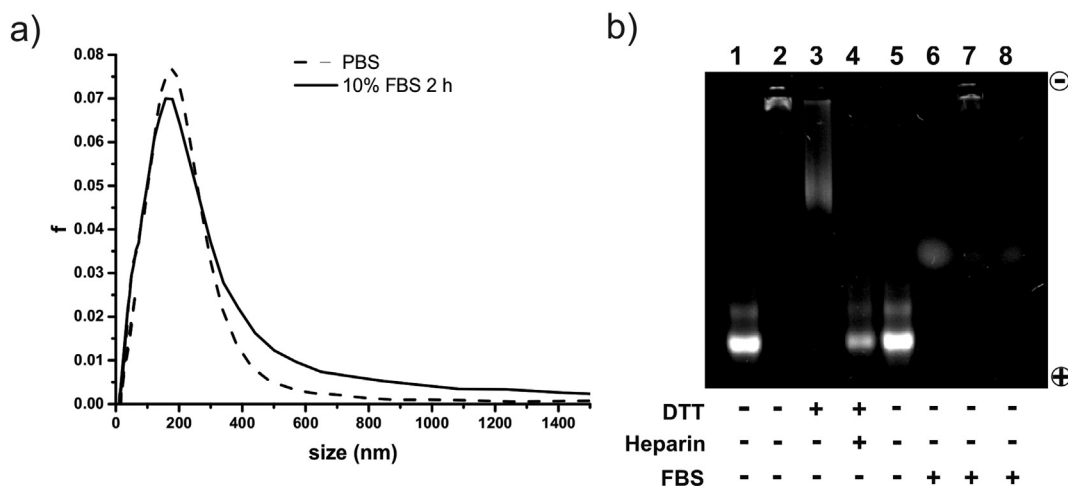 a)
0.08
0.07
0.06
0.05
0.04
0.03
0.02
0.01
0.00
f
0 200 400 600 800 1000 1200 1400
size (nm)
PBS
10% FBS 2 h
b)
1 2 3 4 5 6 7 8
-
+
DTT - - + + - - - -
Heparin - - - + - - - -
FBS - - - - - + + +